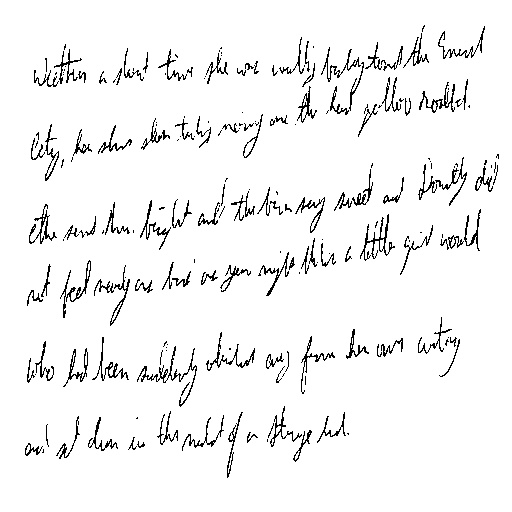 Within a short time she was walking briskly toward the Emerald
City, her silver shoes tinkling merrily on the hard yellow roadbed.
The sun shone bright and the birds sang sweet and Dorothy did
not feel nearly as bad as you might think a little girl would
who had been suddenly whisked away from her own country
and set down in the midst of a strange land.